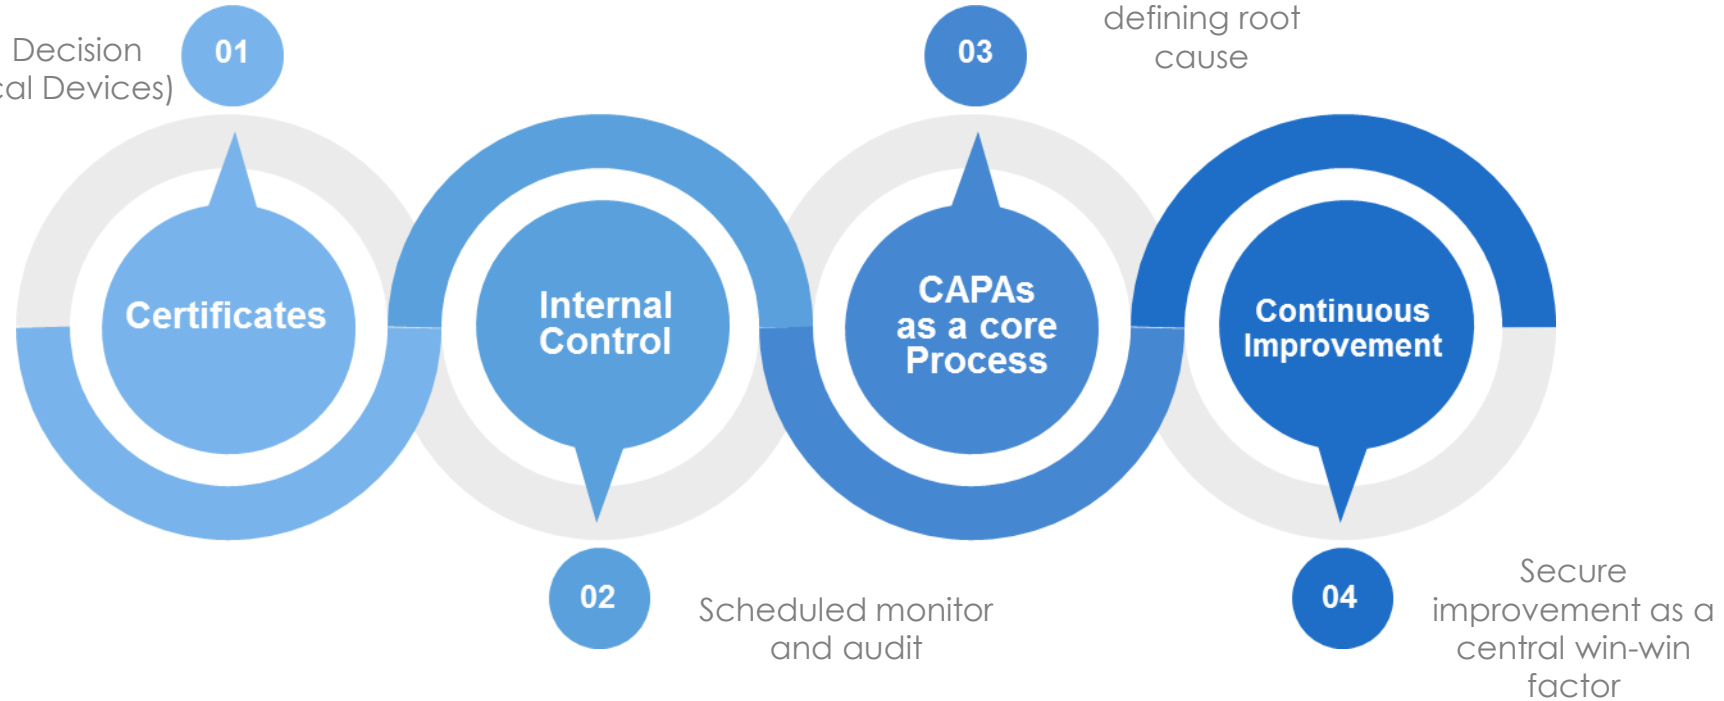 01
Decision
Devices)
Certificates
02
Scheduled monitor
and audit
Internal
Control
03
defining root
cause
CAPAs
as a core
Process
04
Secure
improvement as a
central win-win
factor
Continuous
Improvement